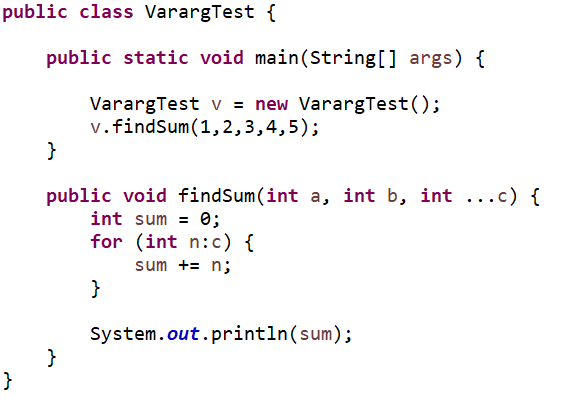 public class VarargTest {
public static void main(String[] args) {
VarargTest v = new VarargTest();
v.findSum(1,2,3,4,5);
}
public void findSum(int a, int b, int ...c) {
int sum = 0;
for (int n:c) {
sum += n;
}
System.out.println(sum);
}
}